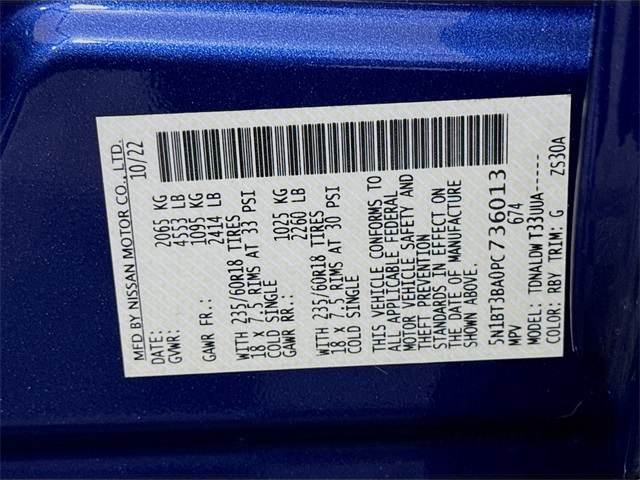 MFD BY NISSAN MOTOR CO., LTD.
DATE: 10/22
GVWR: 2065 KG
4553 LB
GAWR FR.: 1095 KG
2414 LB
WITH 235/60R18 TIRES
18 X 7.5 RIMS AT 33 PSI
COLD SINGLE
GAWR RR.: 1025 KG
2260 LB
WITH 235/60R18 TIRES
18 X 7.5 RIMS AT 30 PSI
COLD SINGLE
THIS VEHICLE CONFORMS TO
ALL APPLICABLE FEDERAL
MOTOR VEHICLE SAFETY AND
THEFT PREVENTION
STANDARDS IN EFFECT ON
THE DATE OF MANUFACTURE
SHOWN ABOVE.
5N1BT3BA0PC736013
MPV 674
MODEL: TDMALDWT33UUA-----
COLOR: RBY TRIM: G ZS30A